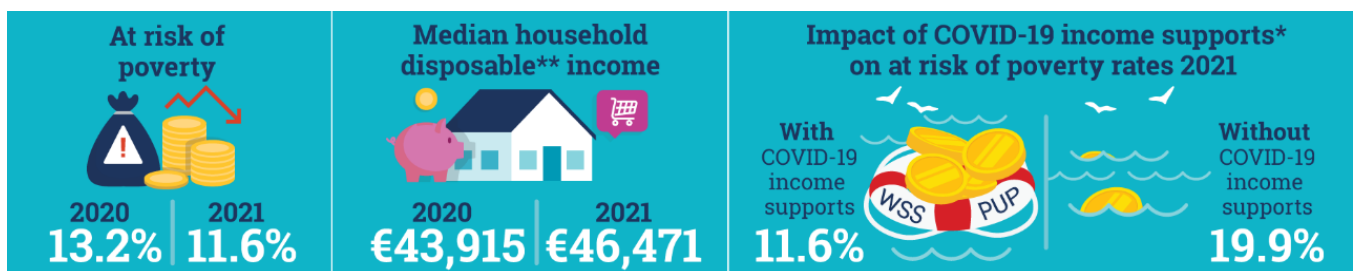 At risk of
poverty
!
2020
13.2%
2021
11.6%
Median household
disposable** income
2020
€43,915
2021
€46,471
Impact of COVID-19 income supports*
on at risk of poverty rates 2021
With
COVID-19
income
supports
11.6%
WSS
PUP
Without
COVID-19
income
supports
19.9%